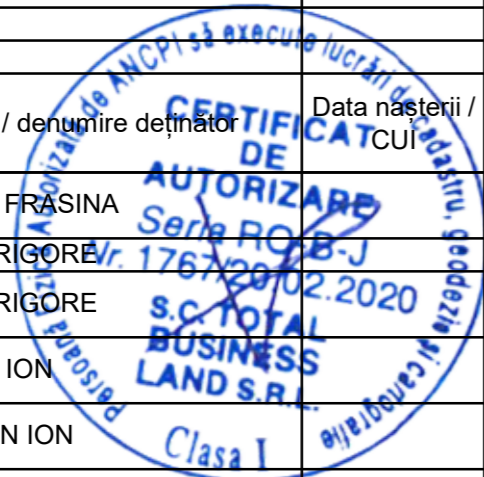 / denumire deținător
Data nașterii /
CUI
FRASINA
RIGORE
RIGORE
ION
N ION
Persoană Fizică Autorizată de ANCPI să execute lucrări de cadastru, geodezie și cartografie
CERTIFICAT
DE
AUTORIZARE
Seria RO-B-J
Nr. 1767/20.02.2020
S.C. TOTAL
BUSINESS
LAND S.R.L.
Clasa I